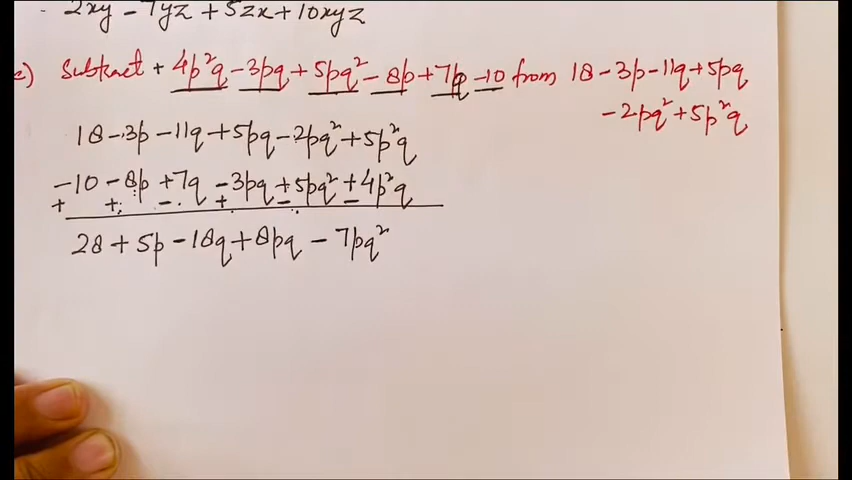 - 2xy - 7yz + 5zx + 10xyz
c) Subtract + 4p²q - 3pq + 5pq² - 8p + 7q - 10 from 18 - 3p - 11q + 5pq
- 2pq² + 5p²q
18 - 3p - 11q + 5pq - 2pq² + 5p²q
- 10 - 8p + 7q - 3pq + 5pq² + 4p²q
+ + - + - -
28 + 5p - 18q + 8pq - 7pq²